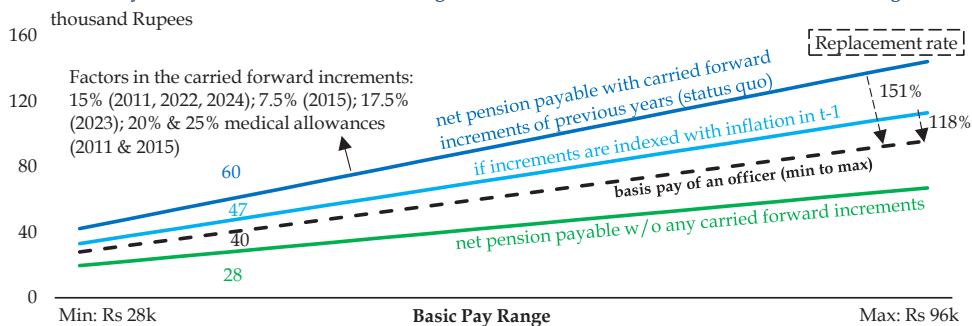 thousand Rupees
160
120
80
40
0
Replacement rate
Factors in the carried forward increments:
15% (2011, 2022, 2024); 7.5% (2015); 17.5%
(2023); 20% & 25% medical allowances
(2011 & 2015)
net pension payable with carried forward
increments of previous years (status quo)
151%
118%
if increments are indexed with inflation in t-1
basis pay of an officer (min to max)
net pension payable w/o any carried forward increments
60
47
40
28
Min: Rs 28k
Basic Pay Range
Max: Rs 96k